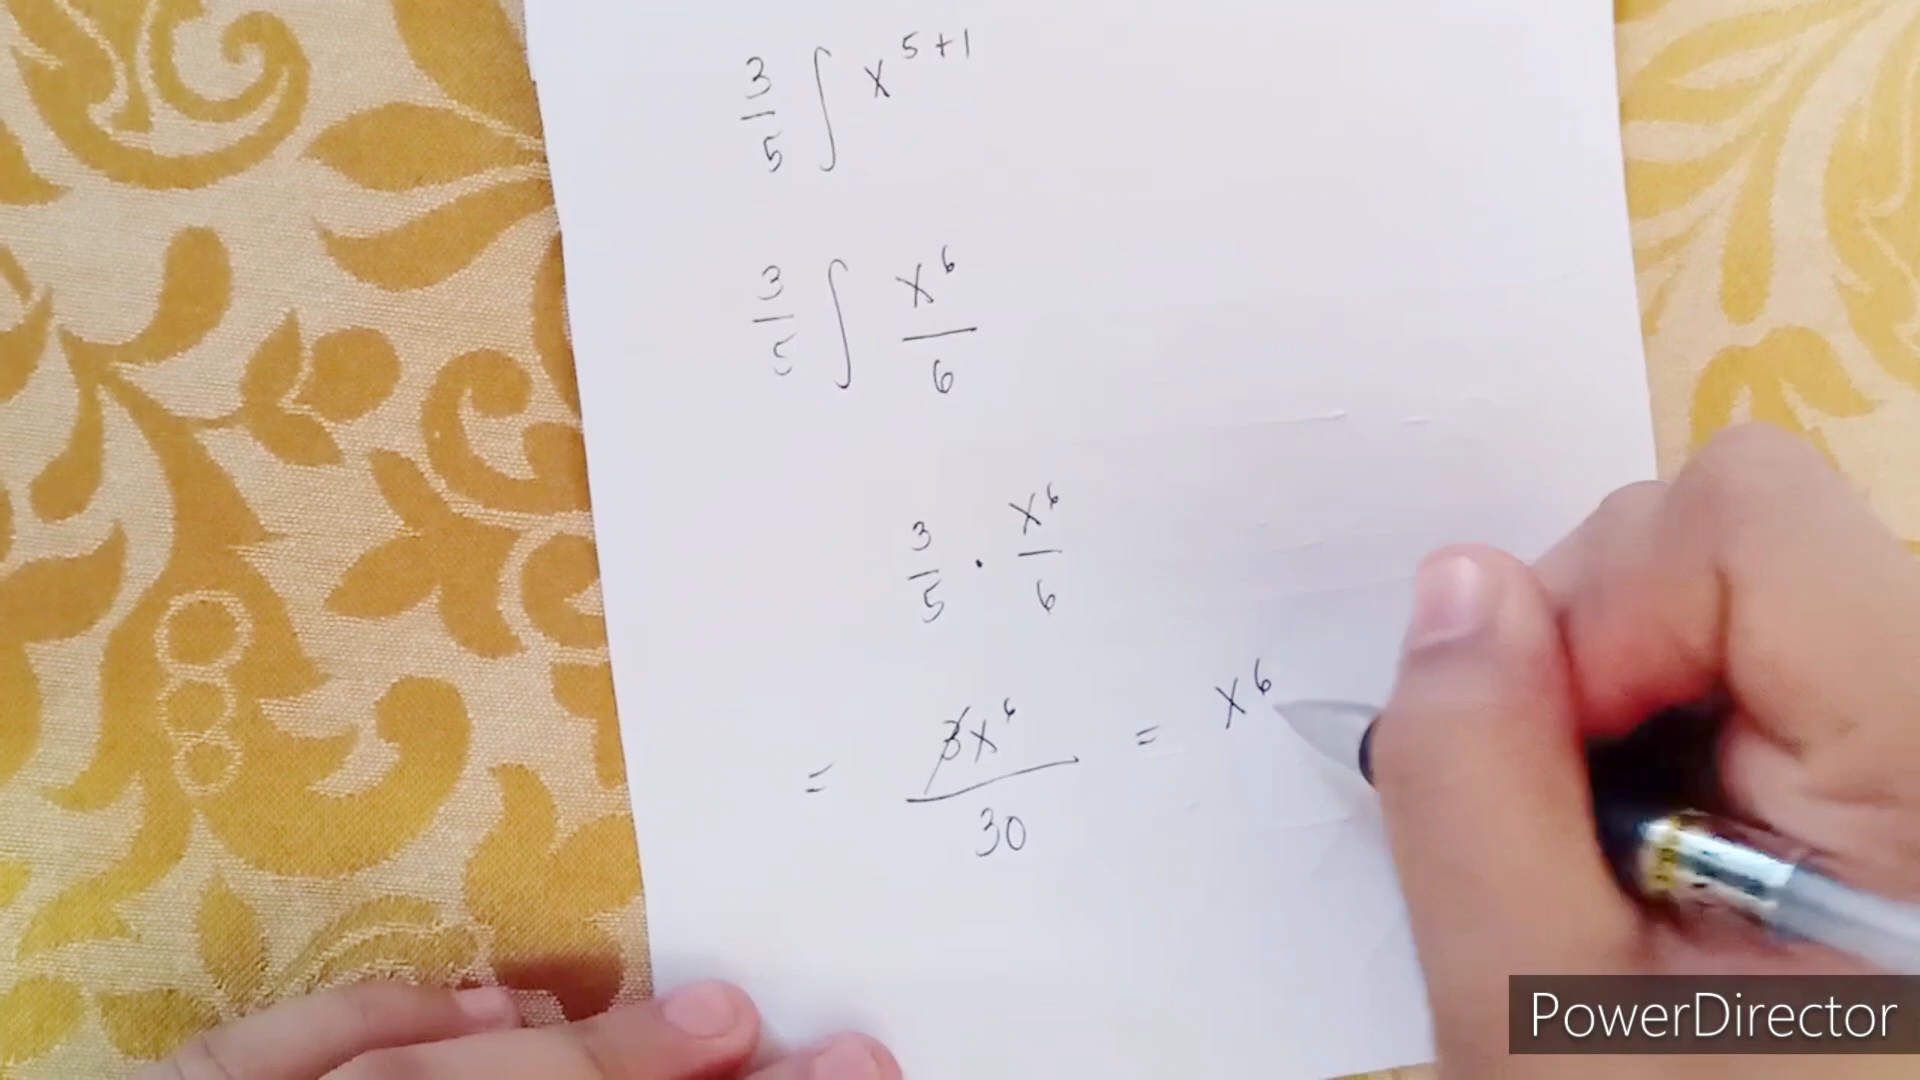 3/5 ∫ x^5+1
3/5 ∫ x^6/6
3/5 · x^6/6
= 3x^6/30 = x^6
PowerDirector